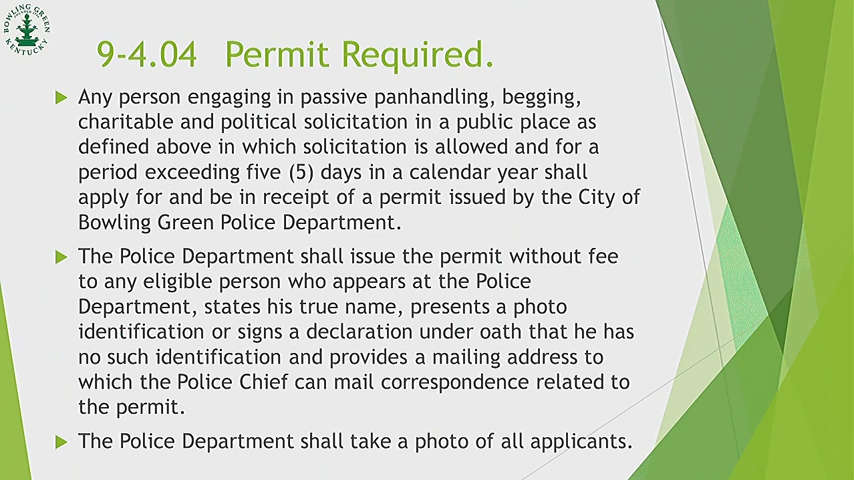 BOWLING GREEN
KENTUCKY
9-4.04 Permit Required.
Any person engaging in passive panhandling, begging,
charitable and political solicitation in a public place as
defined above in which solicitation is allowed and for a
period exceeding five (5) days in a calendar year shall
apply for and be in receipt of a permit issued by the City of
Bowling Green Police Department.
The Police Department shall issue the permit without fee
to any eligible person who appears at the Police
Department, states his true name, presents a photo
identification or signs a declaration under oath that he has
no such identification and provides a mailing address to
which the Police Chief can mail correspondence related to
the permit.
The Police Department shall take a photo of all applicants.